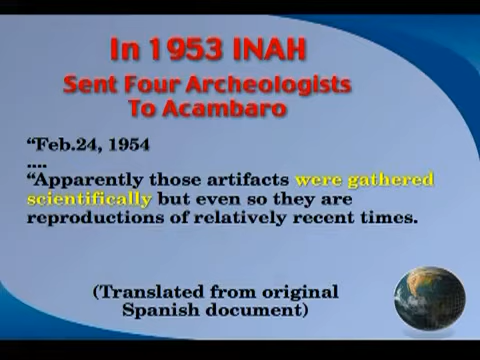 In 1953 INAH
Sent Four Archeologists
To Acambaro
"Feb.24, 1954
....
"Apparently those artifacts were gathered
scientifically but even so they are
reproductions of relatively recent times.
(Translated from original
Spanish document)